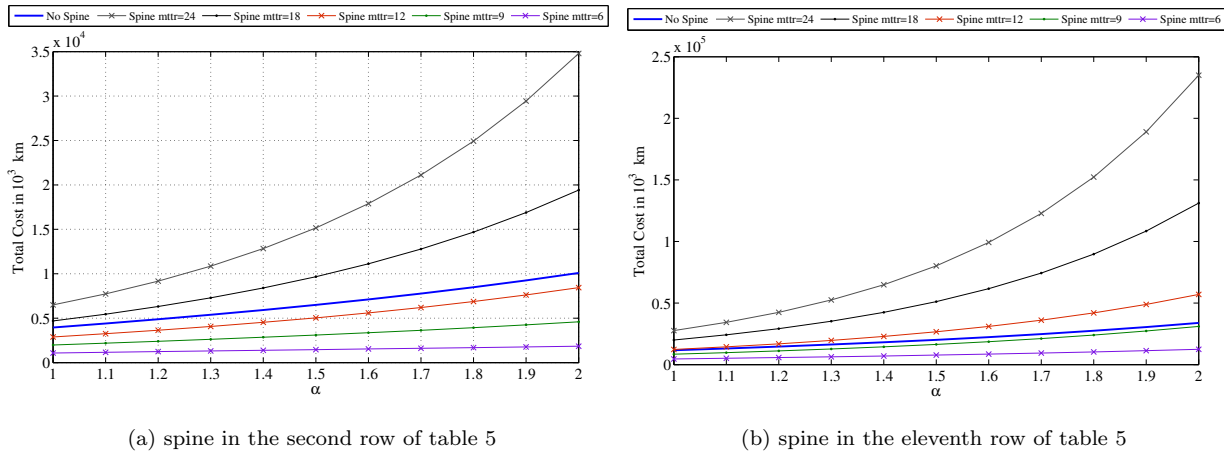 No Spine Spine mttr=24 Spine mttr=18 Spine mttr=12 Spine mttr=9 Spine mttr=6
x 10^4
3.5
3
2.5
2
1.5
1
0.5
0
Total Cost in 10^3 km
1 1.1 1.2 1.3 1.4 1.5 1.6 1.7 1.8 1.9 2
α
(a) spine in the second row of table 5
No Spine Spine mttr=24 Spine mttr=18 Spine mttr=12 Spine mttr=9 Spine mttr=6
x 10^5
2.5
2
1.5
1
0.5
0
Total Cost in 10^3 km
1 1.1 1.2 1.3 1.4 1.5 1.6 1.7 1.8 1.9 2
α
(b) spine in the eleventh row of table 5